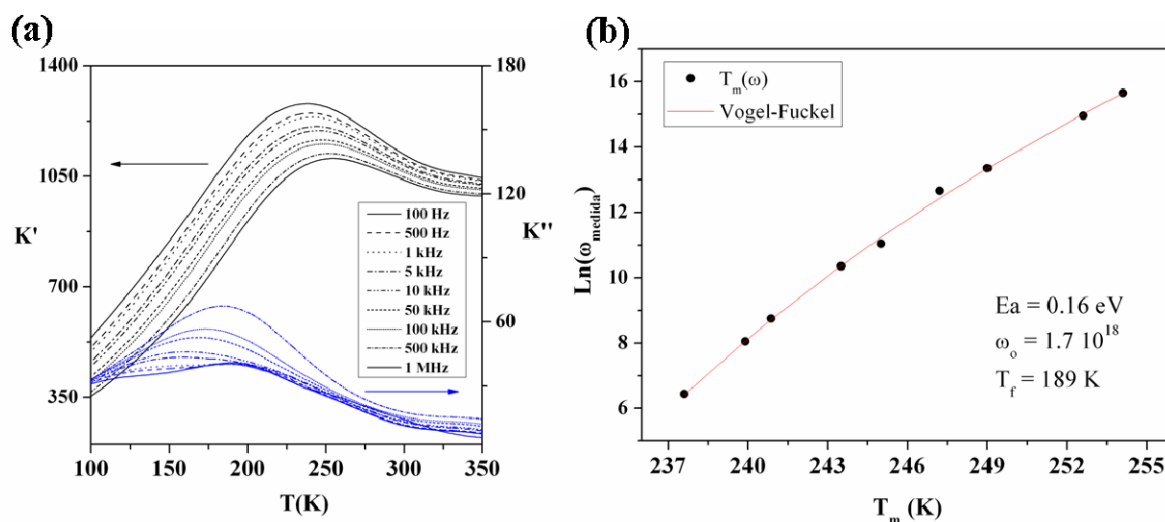 (a)
1400
1050
700
350
K'
180
120
60
K''
100 Hz
500 Hz
1 kHz
5 kHz
10 kHz
50 kHz
100 kHz
500 kHz
1 MHz
100 150 200 250 300 350
T(K)
(b)
16
14
12
10
8
6
Ln(ω_medida)
T_m(ω)
Vogel-Fuckel
Ea = 0.16 eV
ω_o = 1.7 10^18
T_f = 189 K
237 240 243 246 249 252 255
T_m (K)